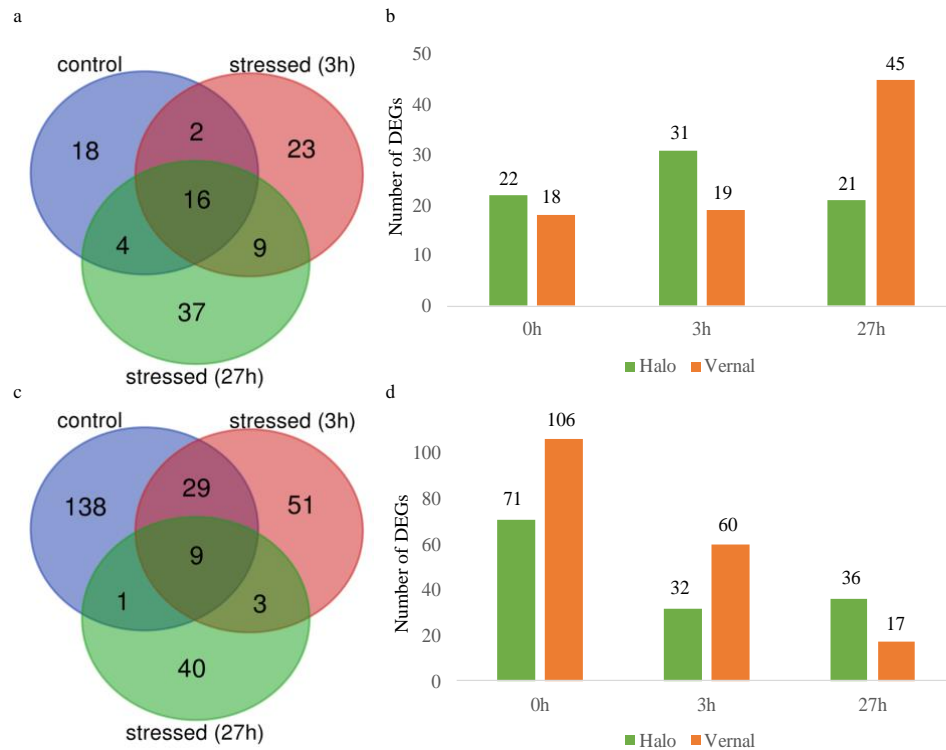 a
control
stressed (3h)
18
2
23
16
4
9
37
stressed (27h)
b
Number of DEGs
50
40
30
20
10
0
22
18
31
19
21
45
0h
3h
27h
Halo
Vernal
c
control
stressed (3h)
138
29
51
9
1
3
40
stressed (27h)
d
Number of DEGs
100
80
60
40
20
0
71
106
32
60
36
17
0h
3h
27h
Halo
Vernal